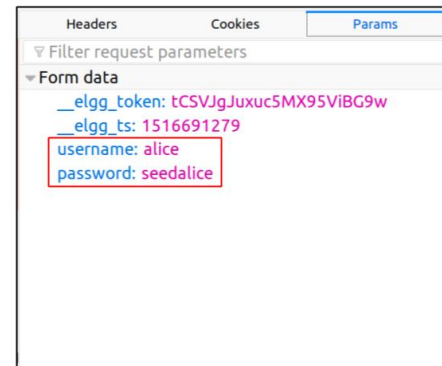 Headers Cookies Params
Filter request parameters
Form data
__elgg_token: tCSVJgJuxuc5MX95ViBG9w
__elgg_ts: 1516691279
username: alice
password: seedalice